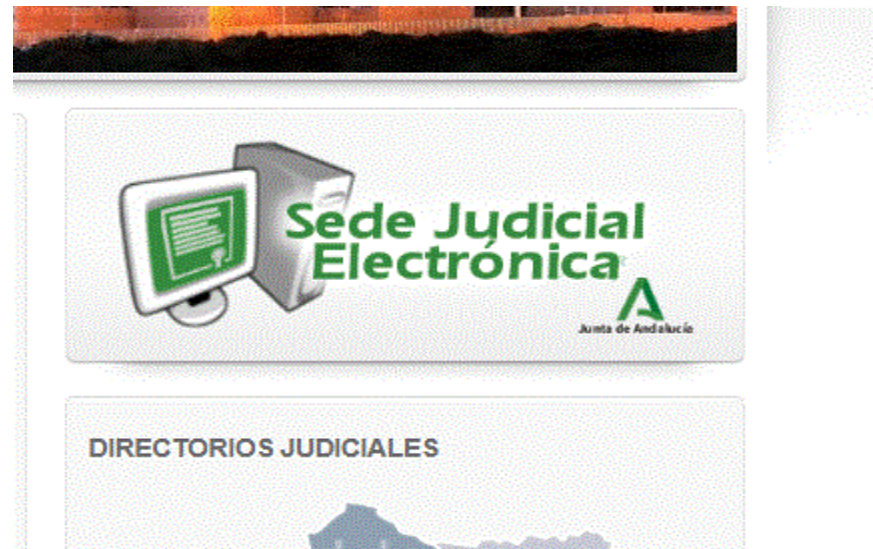 Sede Judicial
Electrónica
Junta de Andalucía
DIRECTORIOS JUDICIALES